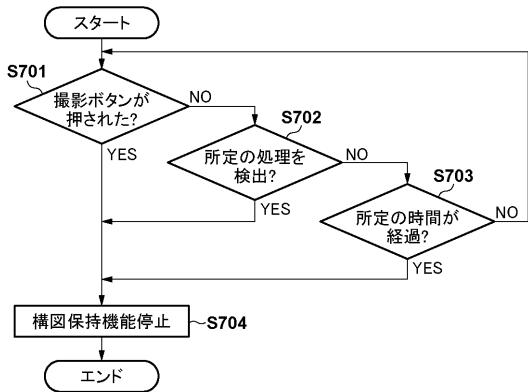 スタート
S701
撮影ボタンが
押された?
NO
YES
S702
所定の処理を
検出?
NO
YES
S703
所定の時間が
経過?
NO
YES
構図保持機能停止
S704
エンド